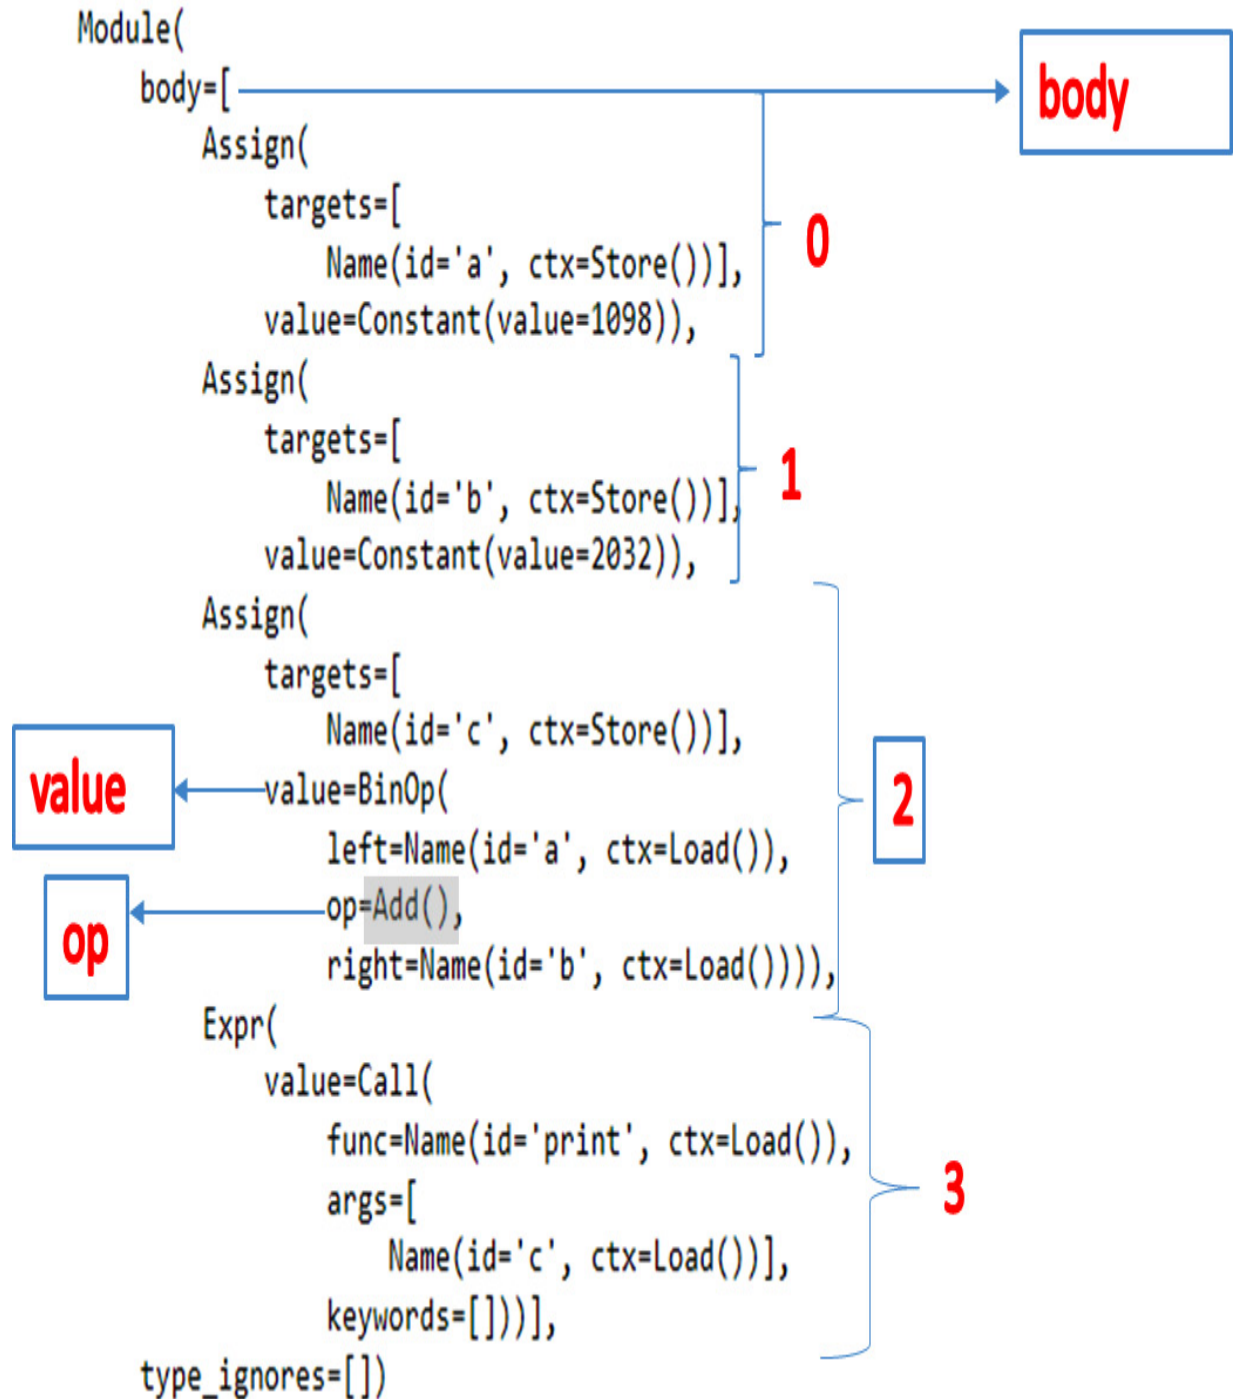 Module(
body=[
body
Assign(
targets=[
0
Name(id='a', ctx=Store())],
value=Constant(value=1098)),
Assign(
targets=[
1
Name(id='b', ctx=Store())],
value=Constant(value=2032)),
Assign(
targets=[
Name(id='c', ctx=Store())],
value
value=BinOp(
2
left=Name(id='a', ctx=Load()),
op
op=Add(),
right=Name(id='b', ctx=Load()))),
Expr(
value=Call(
func=Name(id='print', ctx=Load()),
args=[
3
Name(id='c', ctx=Load())],
keywords=[]))],
type_ignores=[])